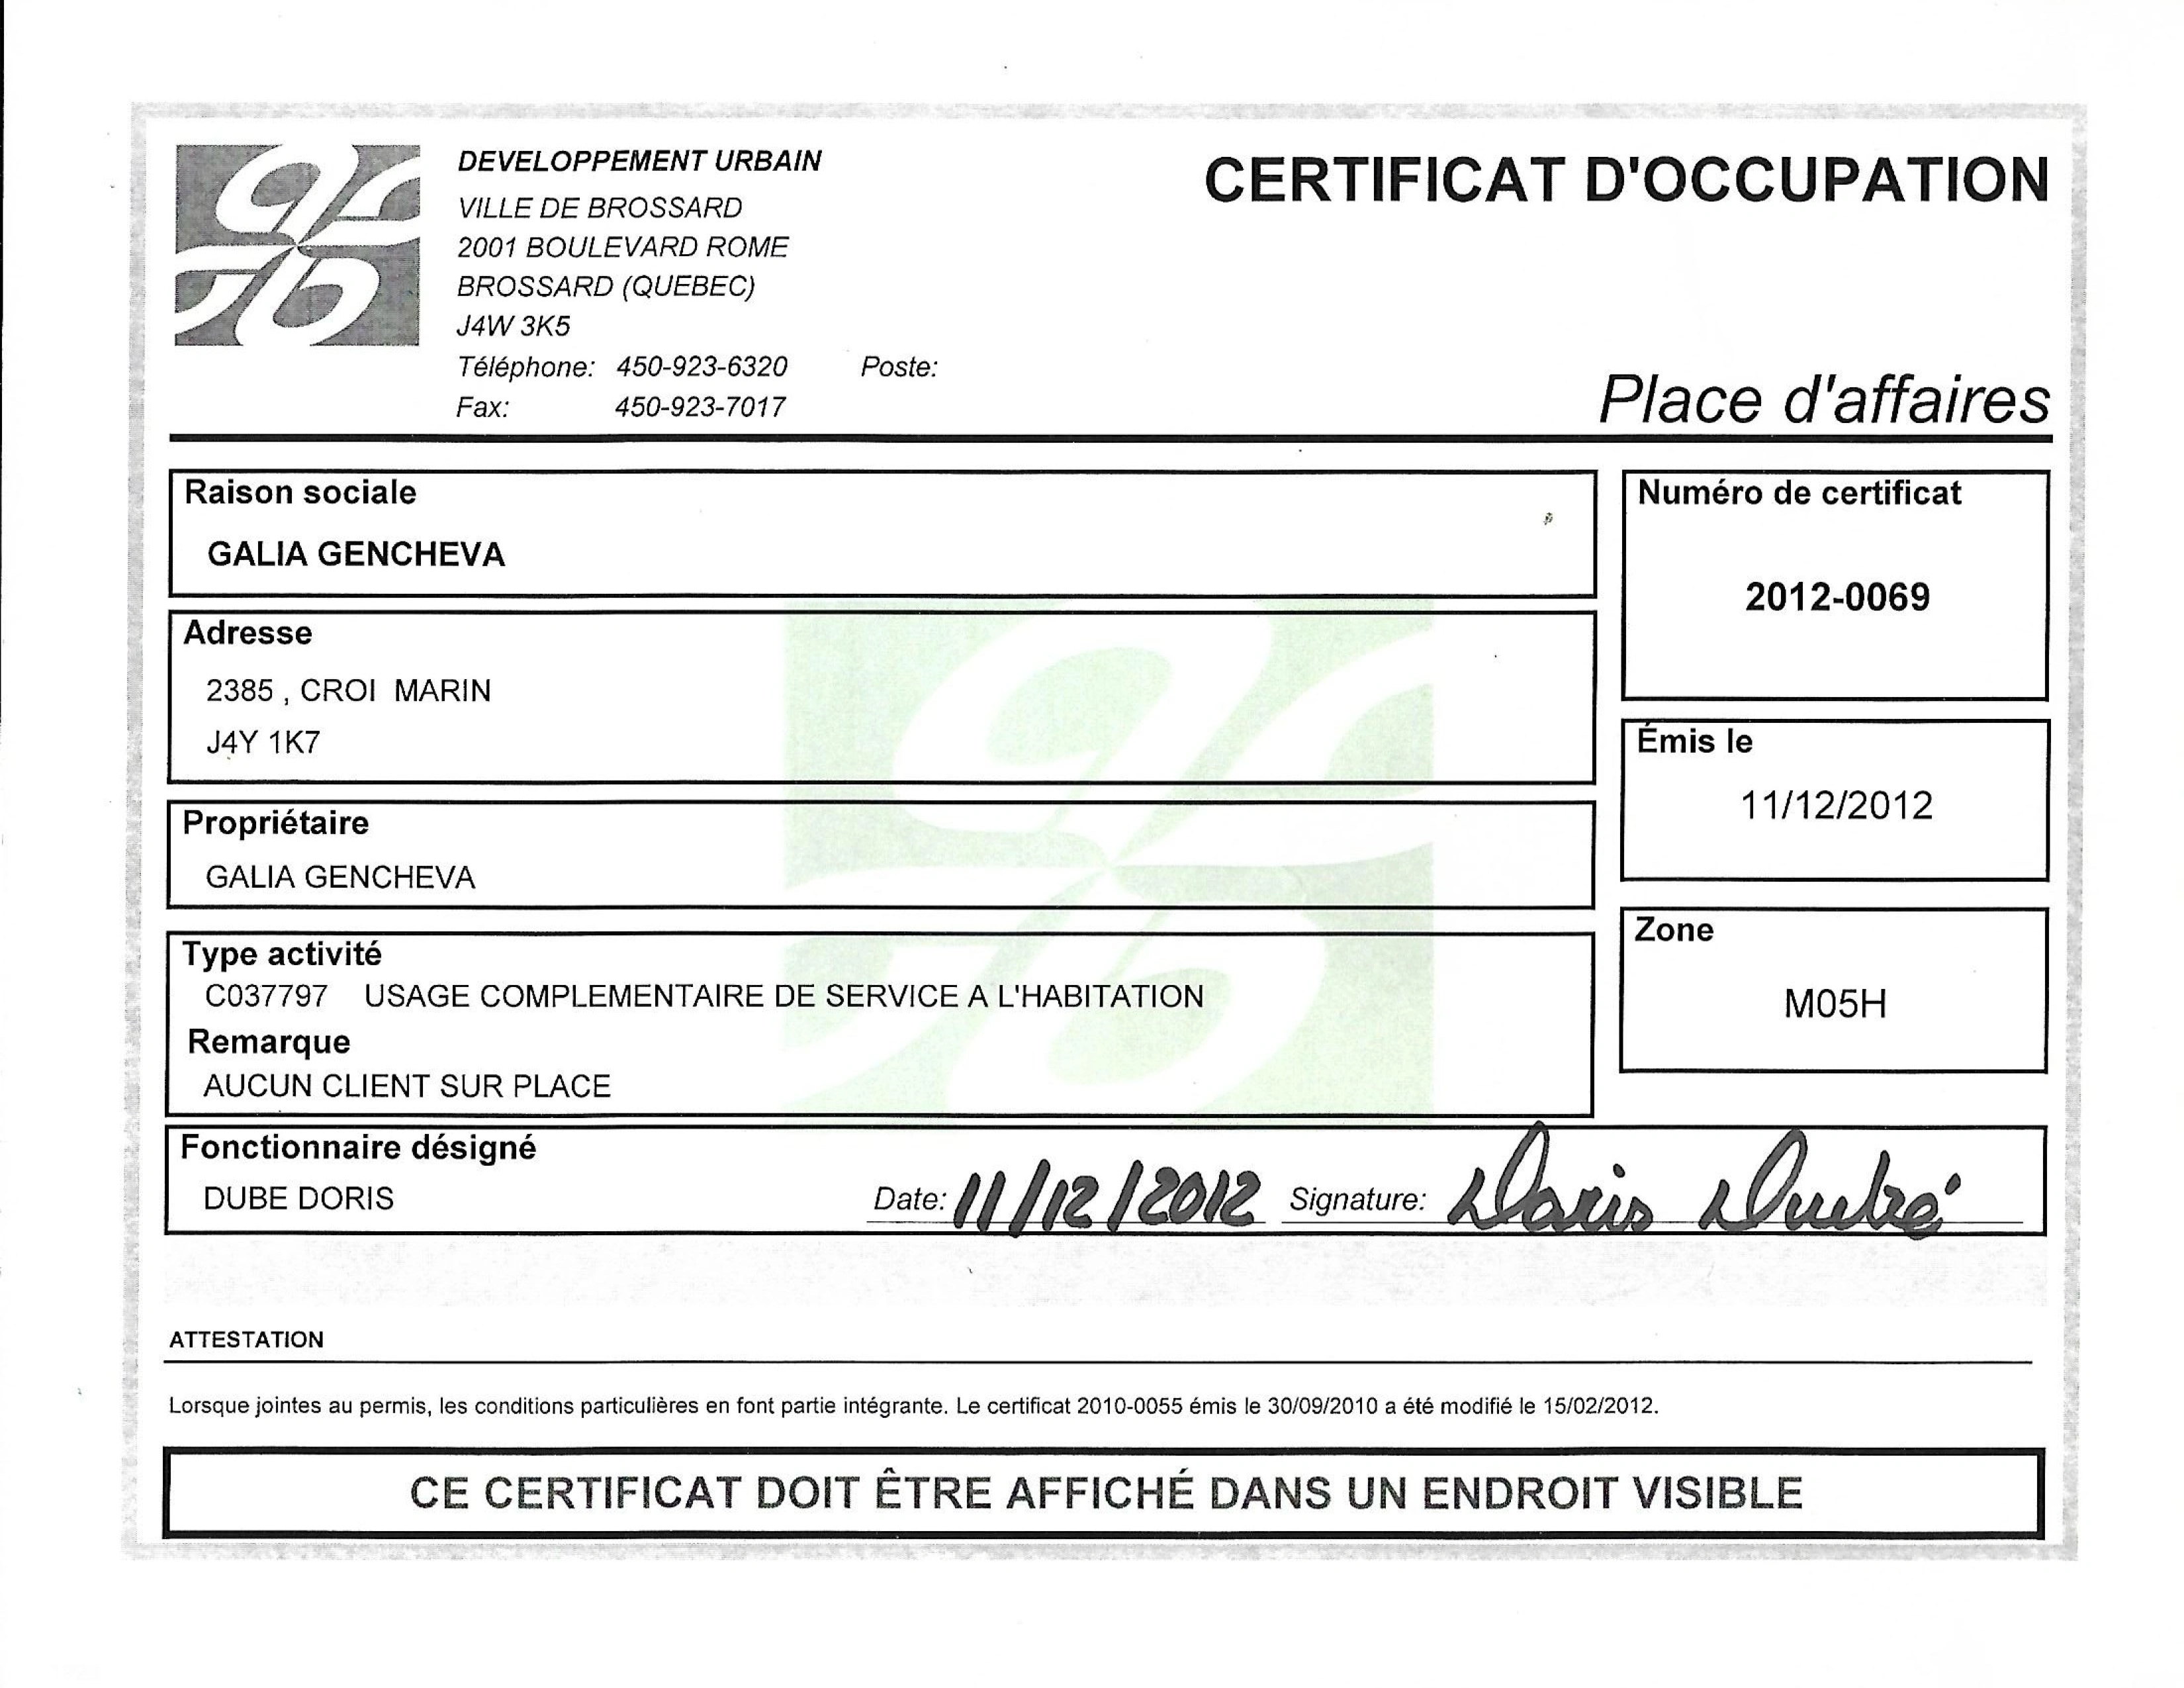 DEVELOPPEMENT URBAIN
VILLE DE BROSSARD
2001 BOULEVARD ROME
BROSSARD (QUEBEC)
J4W 3K5
Téléphone: 450-923-6320 Poste:
Fax: 450-923-7017
CERTIFICAT D'OCCUPATION
Place d'affaires
Raison sociale
GALIA GENCHEVA
Numéro de certificat
2012-0069
Adresse
2385 , CROI MARIN
J4Y 1K7
Émis le
11/12/2012
Propriétaire
GALIA GENCHEVA
Zone
M05H
Type activité
C037797 USAGE COMPLEMENTAIRE DE SERVICE A L'HABITATION
Remarque
AUCUN CLIENT SUR PLACE
Fonctionnaire désigné
DUBE DORIS
Date: 11/12/2012 Signature: Doris Dubé
ATTESTATION
Lorsque jointes au permis, les conditions particulières en font partie intégrante. Le certificat 2010-0055 émis le 30/09/2010 a été modifié le 15/02/2012.
CE CERTIFICAT DOIT ÊTRE AFFICHÉ DANS UN ENDROIT VISIBLE